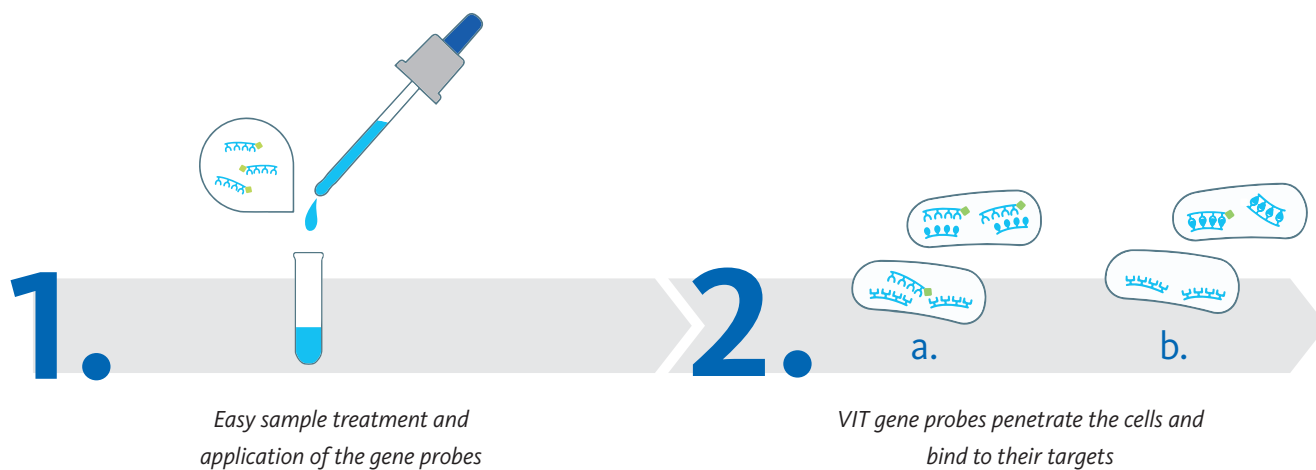 1.
Easy sample treatment and
application of the gene probes
2.
a.
b.
VIT gene probes penetrate the cells and
bind to their targets